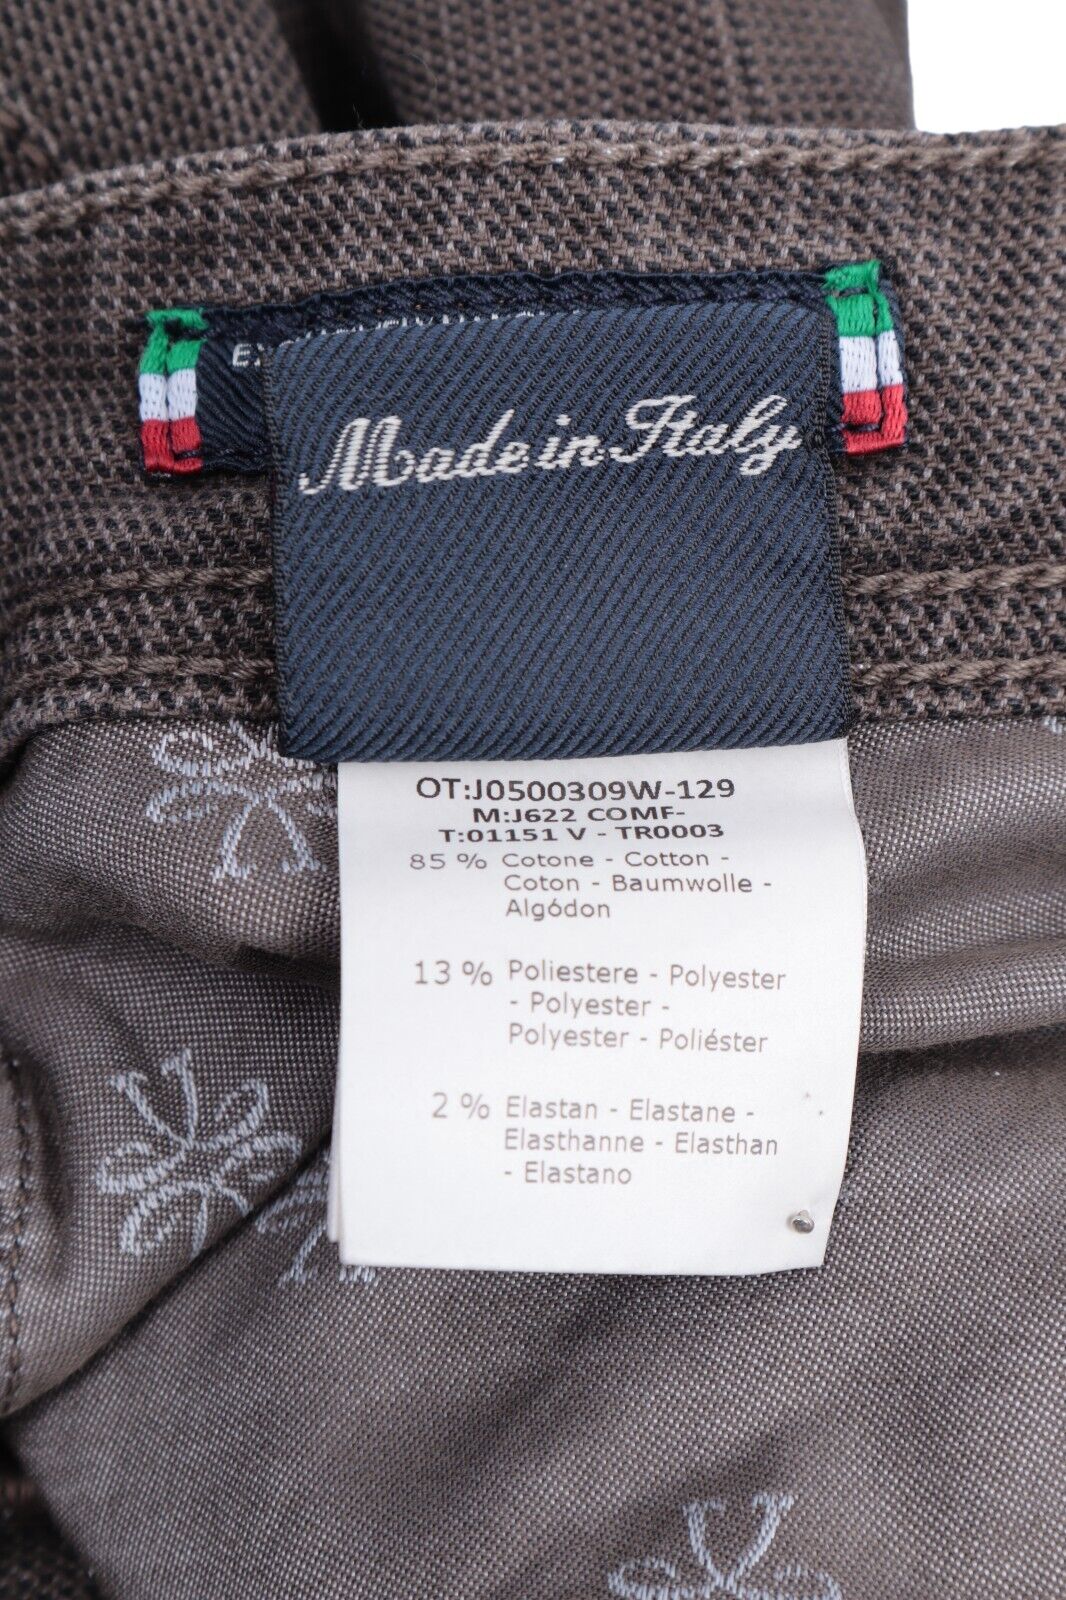 Made in Italy
OT:J0500309W-129
M:J622 COMF-
T:01151 V - TR0003
85 % Cotone - Cotton -
Coton - Baumwolle -
Algódon
13 % Poliestere - Polyester
- Polyester -
Polyester - Poliéster
2 % Elastan - Elastane -
Elasthanne - Elasthan
- Elastano